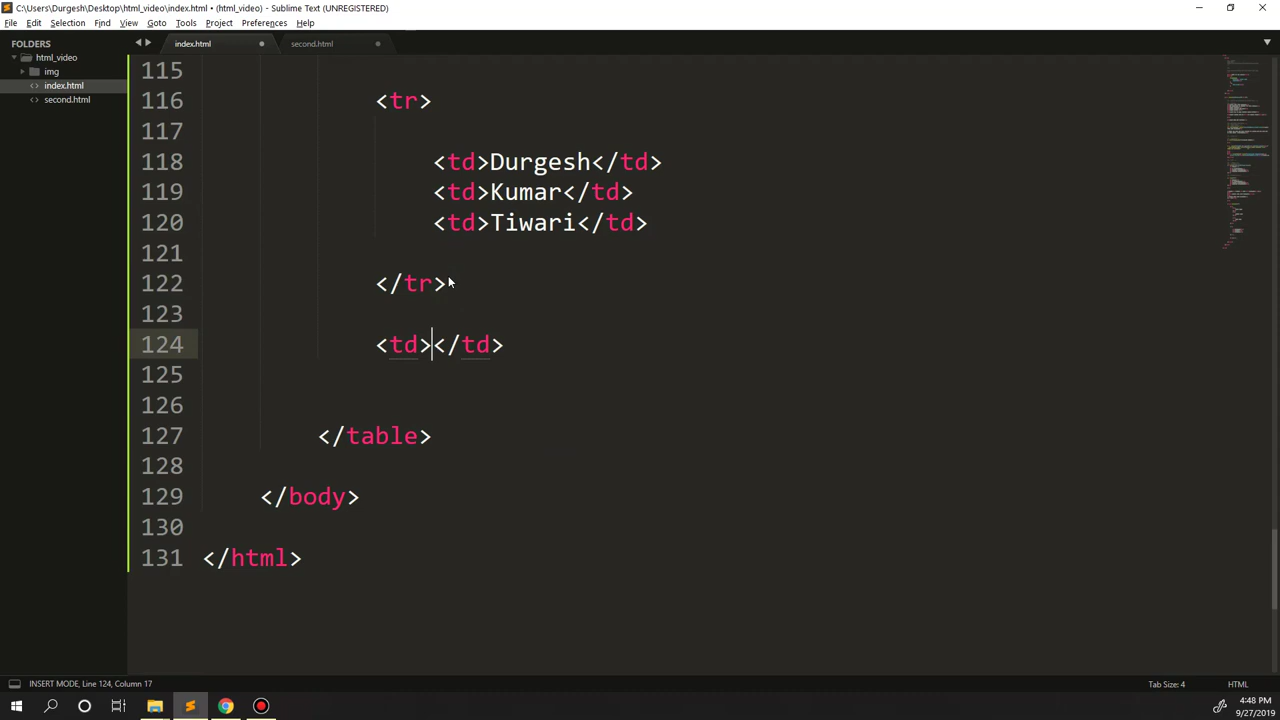 C:\Users\Durgesh\Desktop\html_video\index.html • (html_video) - Sublime Text (UNREGISTERED)
File Edit Selection Find View Goto Tools Project Preferences Help
FOLDERS
html_video
img
index.html
second.html
index.html second.html
115
116 <tr>
117
118 <td>Durgesh</td>
119 <td>Kumar</td>
120 <td>Tiwari</td>
121
122 </tr>
123
124 <td></td>
125
126
127 </table>
128
129 </body>
130
131 </html>
INSERT MODE, Line 124, Column 17 Tab Size: 4 HTML
4:48 PM
9/27/2019